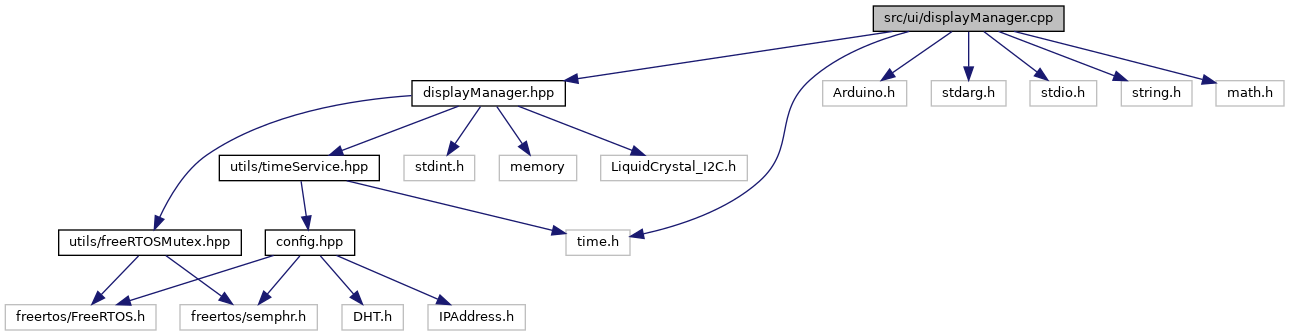 src/ui/displayManager.cpp
displayManager.hpp
Arduino.h
stdarg.h
stdio.h
string.h
math.h
utils/timeService.hpp
stdint.h
memory
LiquidCrystal_I2C.h
utils/freeRTOSMutex.hpp
config.hpp
time.h
freertos/FreeRTOS.h
freertos/semphr.h
DHT.h
IPAddress.h